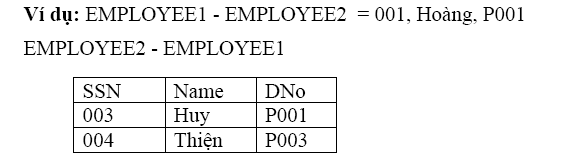 Ví dụ: EMPLOYEE1 - EMPLOYEE2 = 001, Hoàng, P001
EMPLOYEE2 - EMPLOYEE1
SSN Name DNo
003 Huy P001
004 Thiện P003